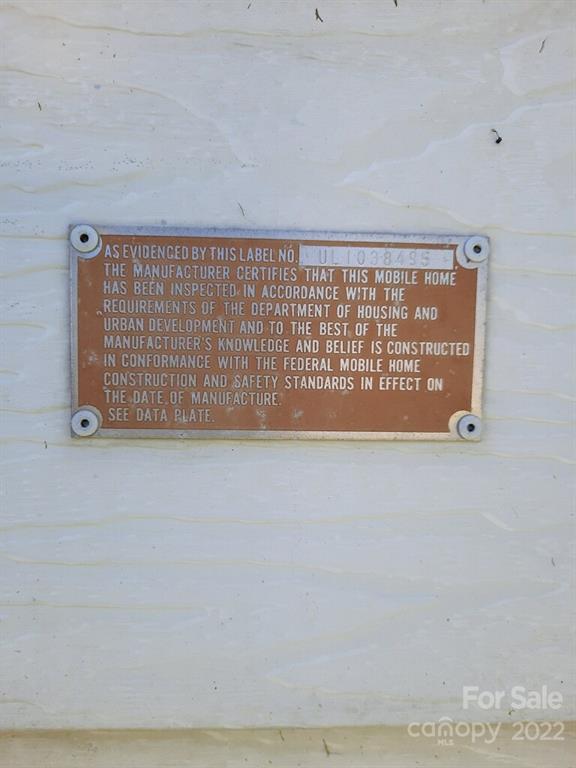 AS EVIDENCED BY THIS LABEL NO. UL1038495
THE MANUFACTURER CERTIFIES THAT THIS MOBILE HOME
HAS BEEN INSPECTED IN ACCORDANCE WITH THE
REQUIREMENTS OF THE DEPARTMENT OF HOUSING AND
URBAN DEVELOPMENT AND TO THE BEST OF THE
MANUFACTURER'S KNOWLEDGE AND BELIEF IS CONSTRUCTED
IN CONFORMANCE WITH THE FEDERAL MOBILE HOME
CONSTRUCTION AND SAFETY STANDARDS IN EFFECT ON
THE DATE OF MANUFACTURE.
SEE DATA PLATE.
For Sale
canopy 2022
MLS